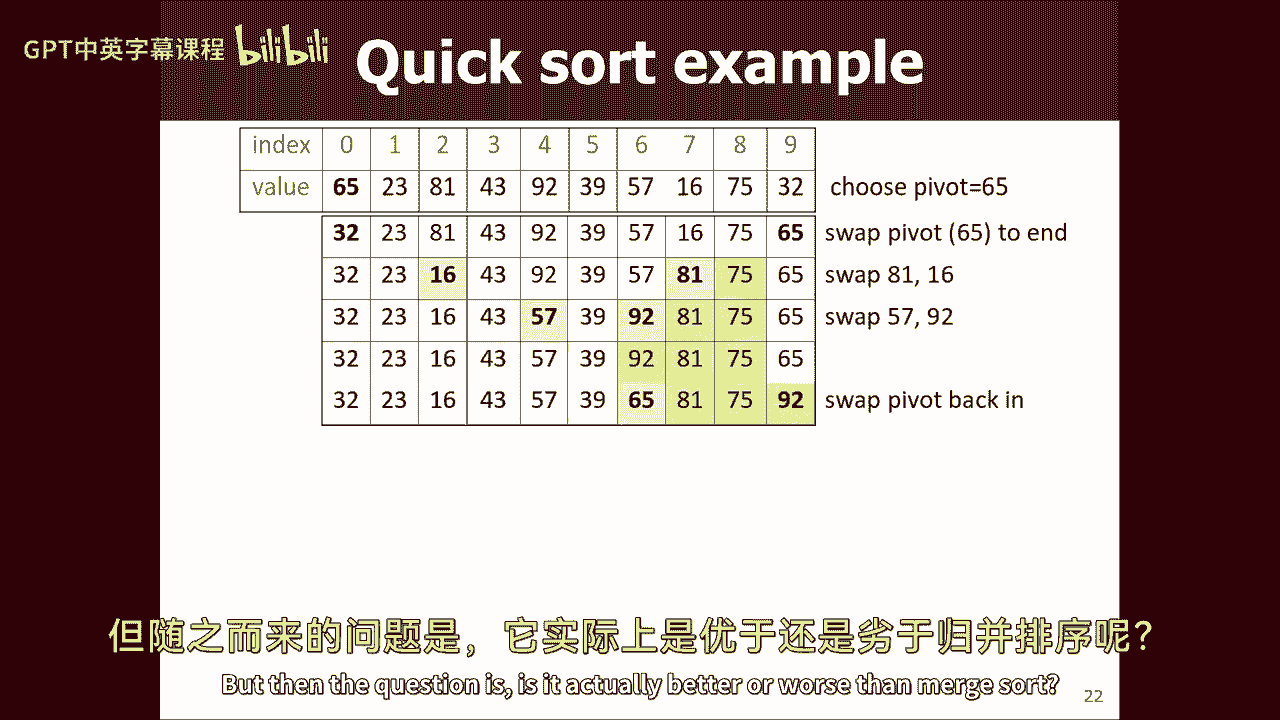 GPT中英字幕课程 bilibili
Quick sort example
index 0 1 2 3 4 5 6 7 8 9
value 65 23 81 43 92 39 57 16 75 32 choose pivot=65
32 23 81 43 92 39 57 16 75 65 swap pivot (65) to end
32 23 16 43 92 39 57 81 75 65 swap 81, 16
32 23 16 43 57 39 92 81 75 65 swap 57, 92
32 23 16 43 57 39 92 81 75 65
32 23 16 43 57 39 65 81 75 92 swap pivot back in
但随之而来的问题是，它实际上是优于还是劣于归并排序呢？
But then the question is, is it actually better or worse than merge sort?
22